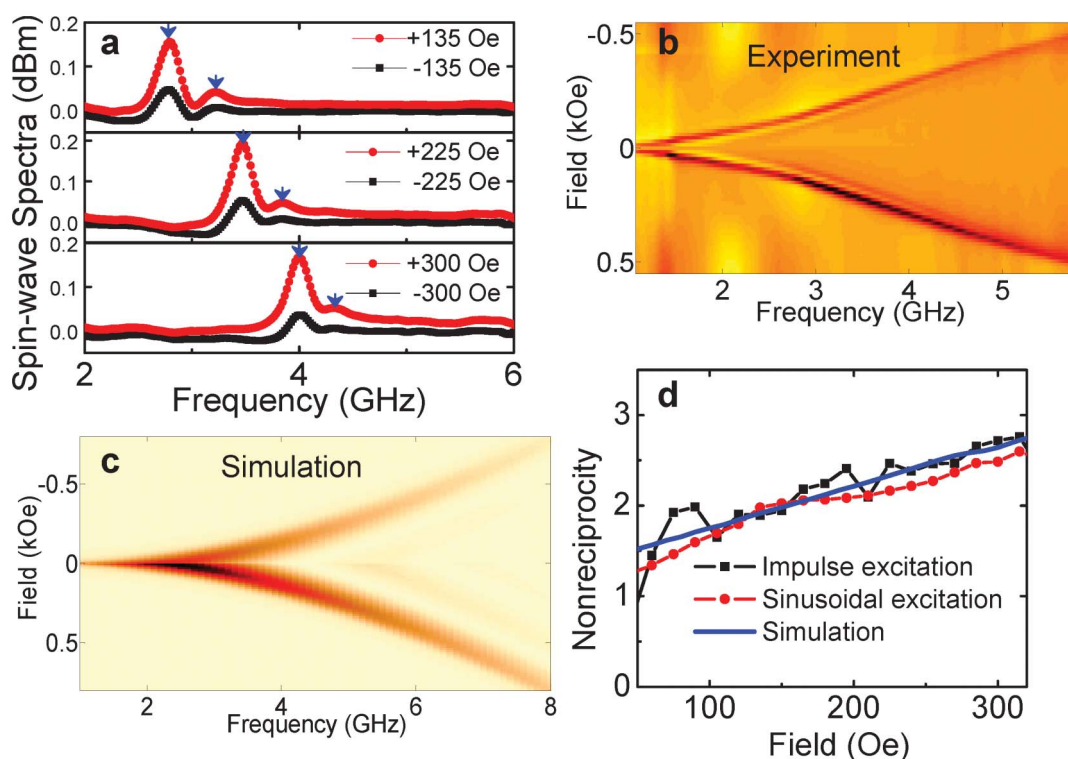 a
+135 Oe
-135 Oe
+225 Oe
-225 Oe
+300 Oe
-300 Oe
0.2
0.1
0.0
0.2
0.1
0.0
0.2
0.1
0.0
Spin-wave Spectra (dBm)
2 4 6
Frequency (GHz)
b
Experiment
-0.5
0
0.5
Field (kOe)
2 3 4 5
Frequency (GHz)
c
Simulation
-0.5
0
0.5
Field (kOe)
2 4 6 8
Frequency (GHz)
d
3
2
1
0
Nonreciprocity
Impulse excitation
Sinusoidal excitation
Simulation
100 200 300
Field (Oe)